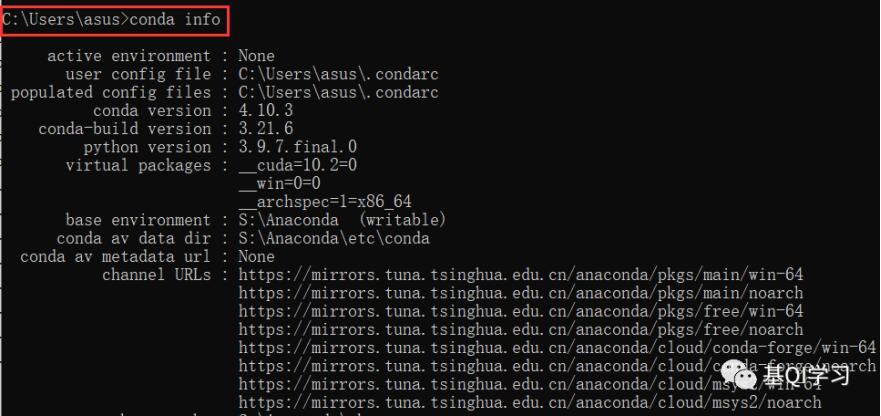 C:\Users\asus>conda info
active environment : None
user config file : C:\Users\asus\.condarc
populated config files : C:\Users\asus\.condarc
conda version : 4.10.3
conda-build version : 3.21.6
python version : 3.9.7.final.0
virtual packages : __cuda=10.2=0
__win=0=0
__archspec=1=x86_64
base environment : S:\Anaconda  (writable)
conda av data dir : S:\Anaconda\etc\conda
conda av metadata url : None
channel URLs : https://mirrors.tuna.tsinghua.edu.cn/anaconda/pkgs/main/win-64
https://mirrors.tuna.tsinghua.edu.cn/anaconda/pkgs/main/noarch
https://mirrors.tuna.tsinghua.edu.cn/anaconda/pkgs/free/win-64
https://mirrors.tuna.tsinghua.edu.cn/anaconda/pkgs/free/noarch
https://mirrors.tuna.tsinghua.edu.cn/anaconda/cloud/conda-forge/win-64
https://mirrors.tuna.tsinghua.edu.cn/anaconda/cloud/conda-forge/noarch
https://mirrors.tuna.tsinghua.edu.cn/anaconda/cloud/msys2/win-64
https://mirrors.tuna.tsinghua.edu.cn/anaconda/cloud/msys2/noarch
基QI学习